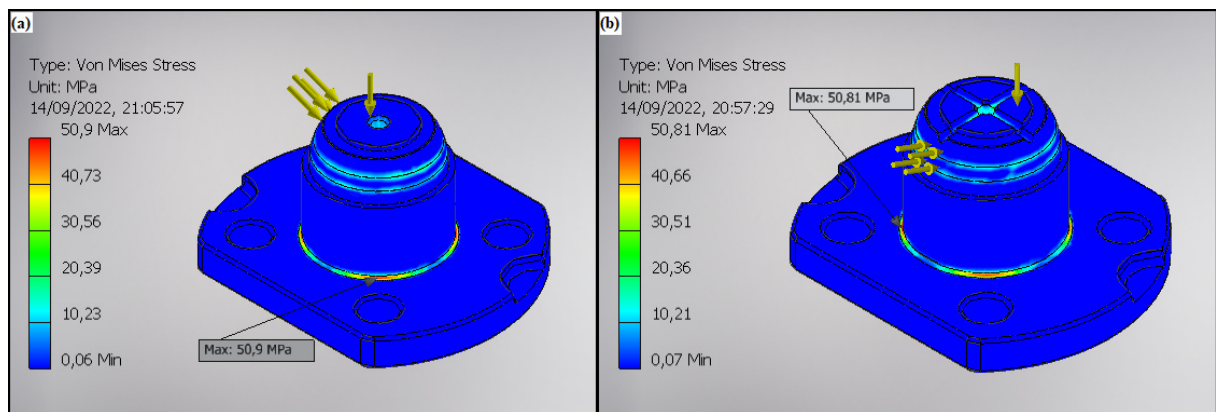 (a)
Type: Von Mises Stress
Unit: MPa
14/09/2022, 21:05:57
50,9 Max
40,73
30,56
20,39
10,23
0,06 Min
Max: 50,9 MPa
(b)
Type: Von Mises Stress
Unit: MPa
14/09/2022, 20:57:29
50,81 Max
40,66
30,51
20,36
10,21
0,07 Min
Max: 50,81 MPa